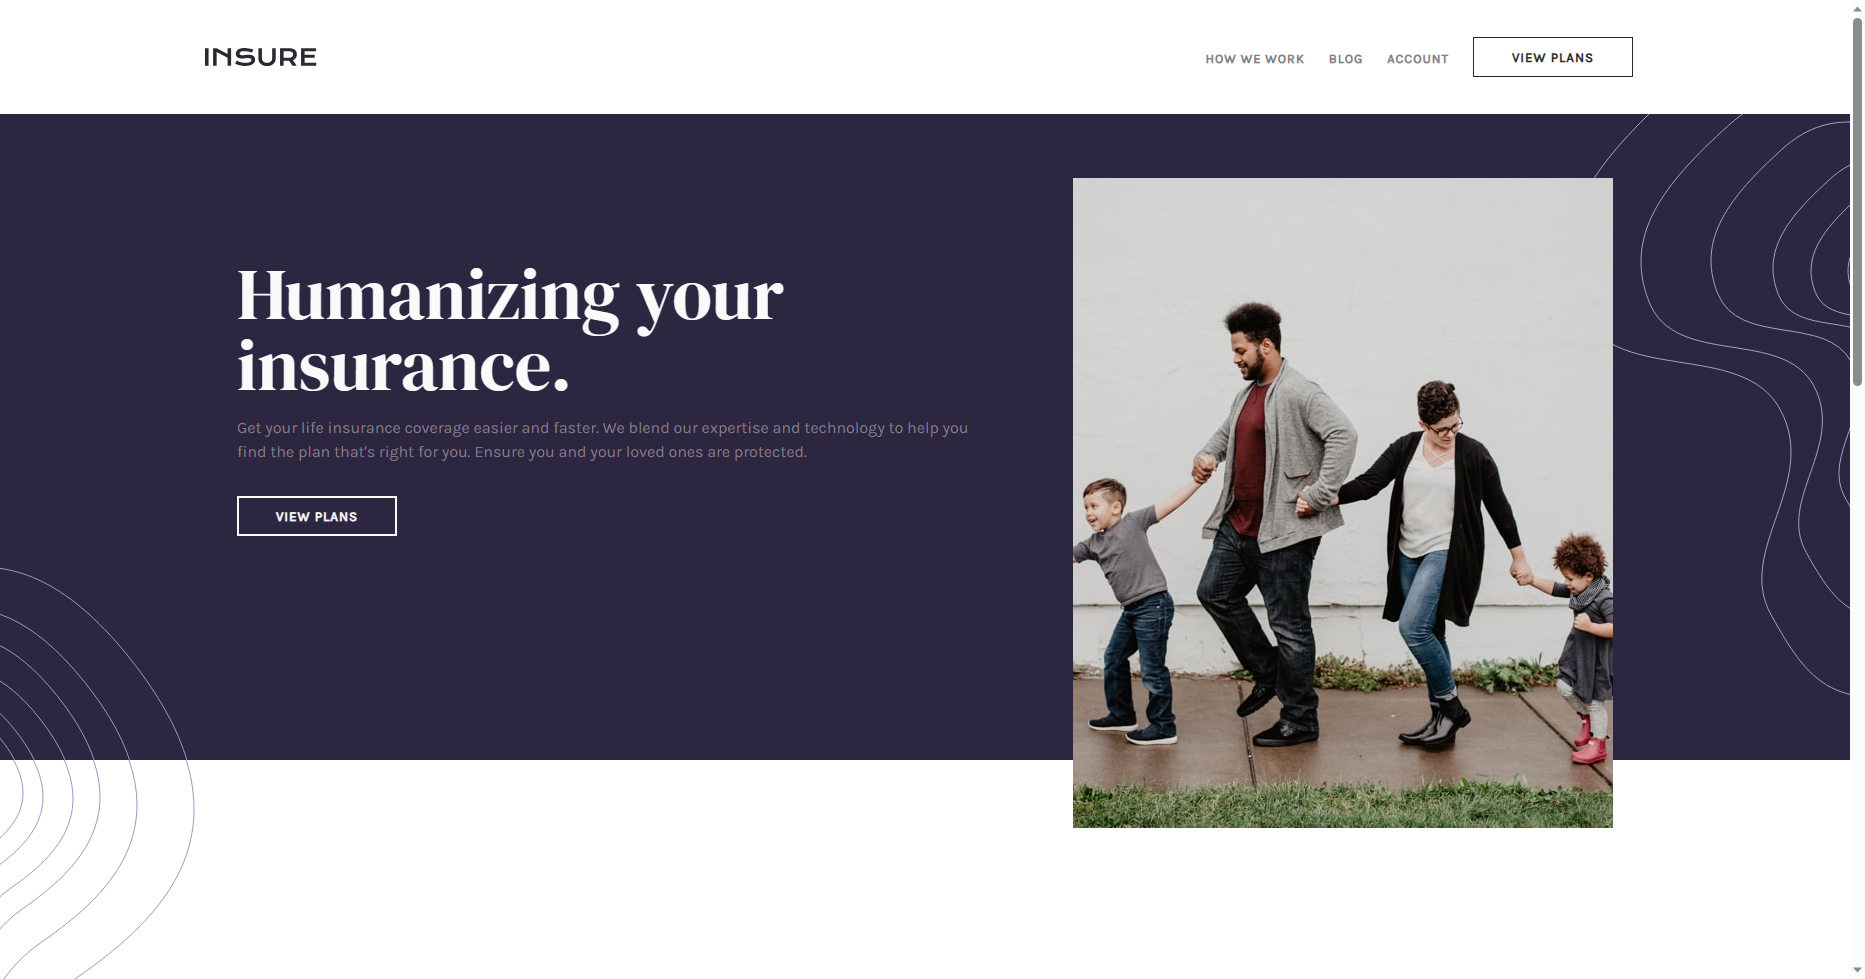 INSURE
HOW WE WORK
BLOG
ACCOUNT
VIEW PLANS
Humanizing your
insurance.
Get your life insurance coverage easier and faster. We blend our expertise and technology to help you
find the plan that's right for you. Ensure you and your loved ones are protected.
VIEW PLANS